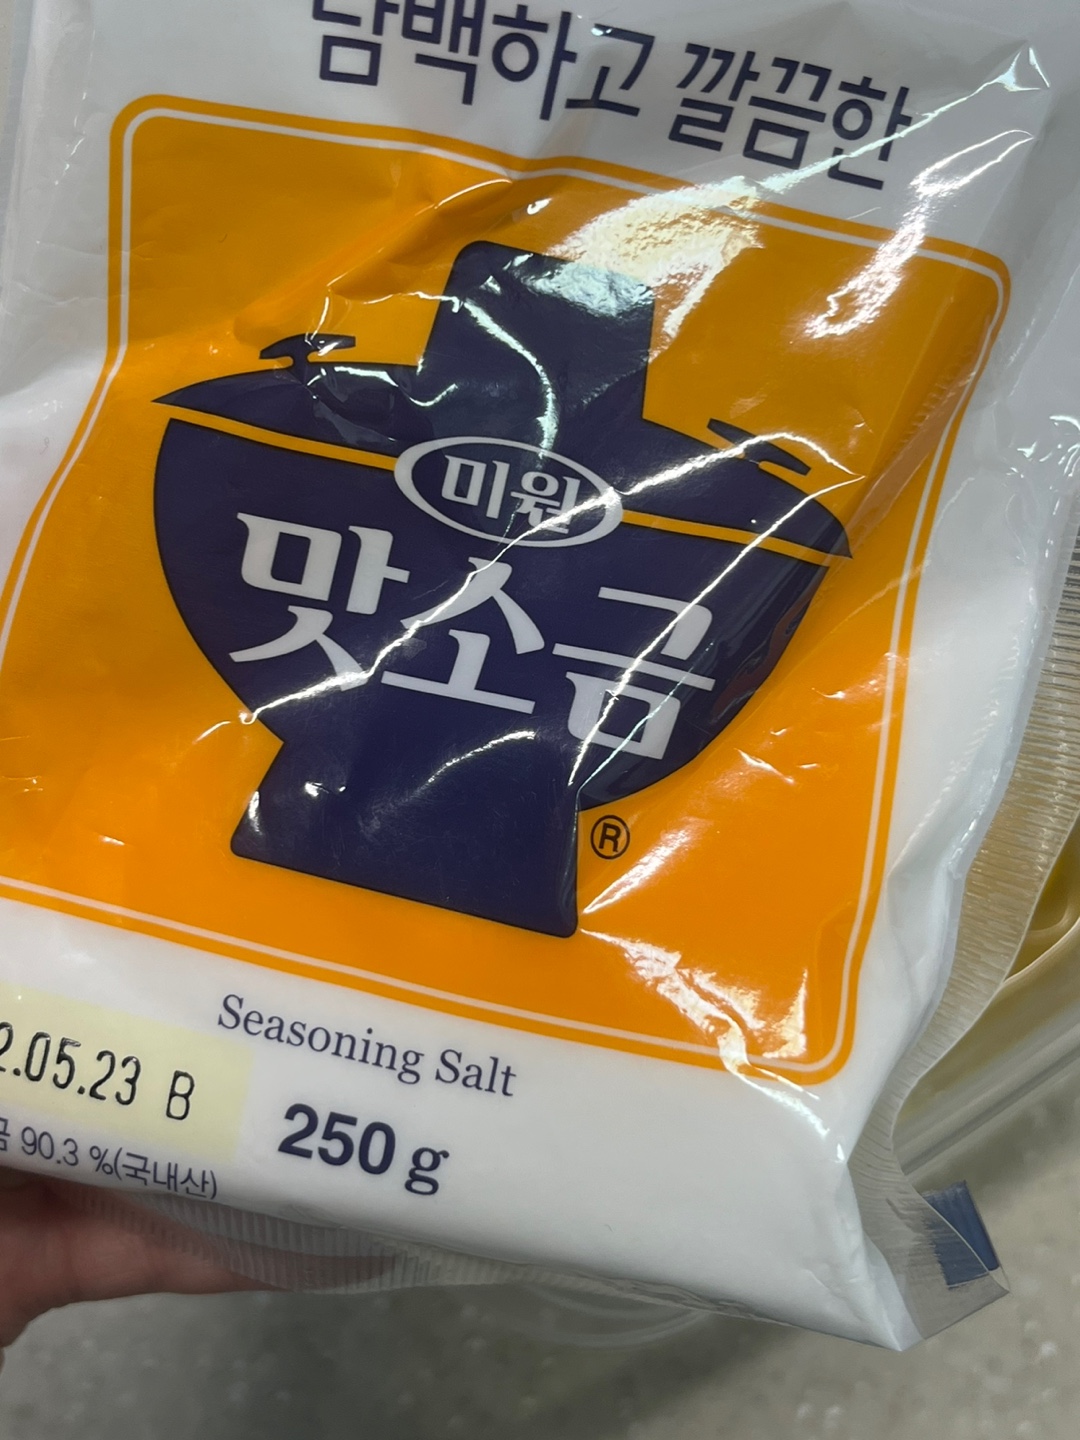 담백하고 깔끔한
미원
맛소금
®
Seasoning Salt
2.05.23 B
250 g
금 90.3 %(국내산)